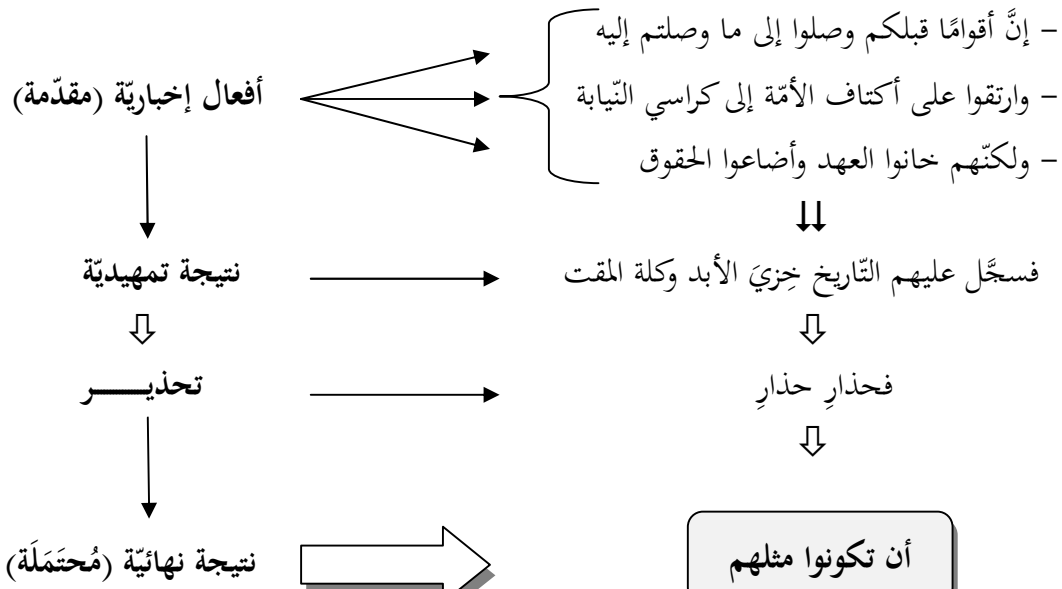 – إنَّ أقوامًا قبلكم وصلوا إلى ما وصلتم إليه
أفعال إخباريّة (مقدّمة)
– وارتقوا على أكتاف الأمّة إلى كراسي النّيابة
– ولكنّهم خانوا العهد وأضاعوا الحقوق
فسجَّل عليهم التّاريخ خِزيَ الأبد وكلة المقت
نتيجة تمهيديّة
فحذارِ حذارِ
تحذيـــــــر
أن تكونوا مثلهم
نتيجة نهائيّة (مُحتَمَلَة)